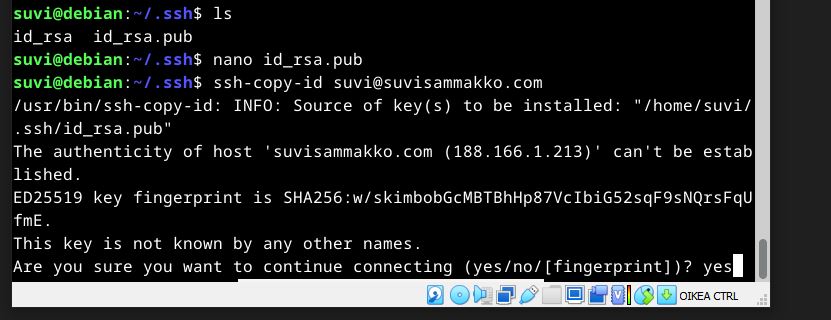 suvi@debian:~/.ssh$ ls
id_rsa  id_rsa.pub
suvi@debian:~/.ssh$ nano id_rsa.pub
suvi@debian:~/.ssh$ ssh-copy-id suvi@suvisammakko.com
/usr/bin/ssh-copy-id: INFO: Source of key(s) to be installed: "/home/suvi/
.ssh/id_rsa.pub"
The authenticity of host 'suvisammakko.com (188.166.1.213)' can't be estab
lished.
ED25519 key fingerprint is SHA256:w/skimbobGcMBTBhHp87VcIbiG52sqF9sNQrsFqU
fmE.
This key is not known by any other names.
Are you sure you want to continue connecting (yes/no/[fingerprint])? yes
OIKEA CTRL